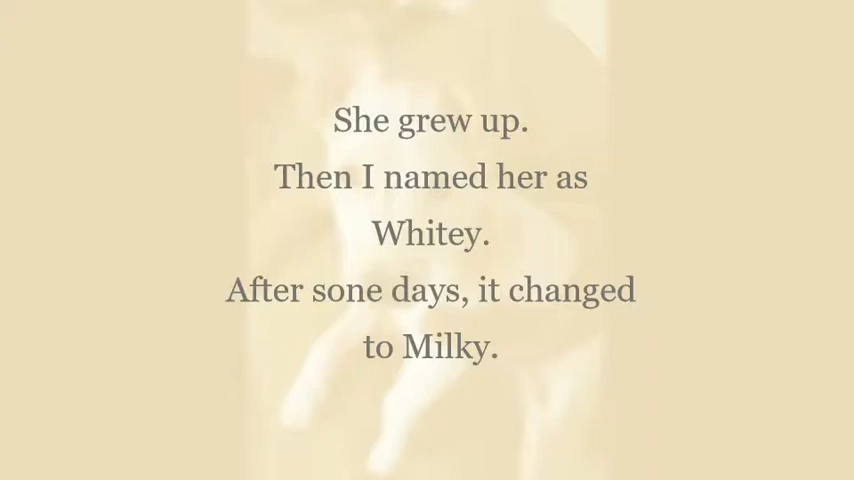 She grew up.
Then I named her as
Whitey.
After sone days, it changed
to Milky.